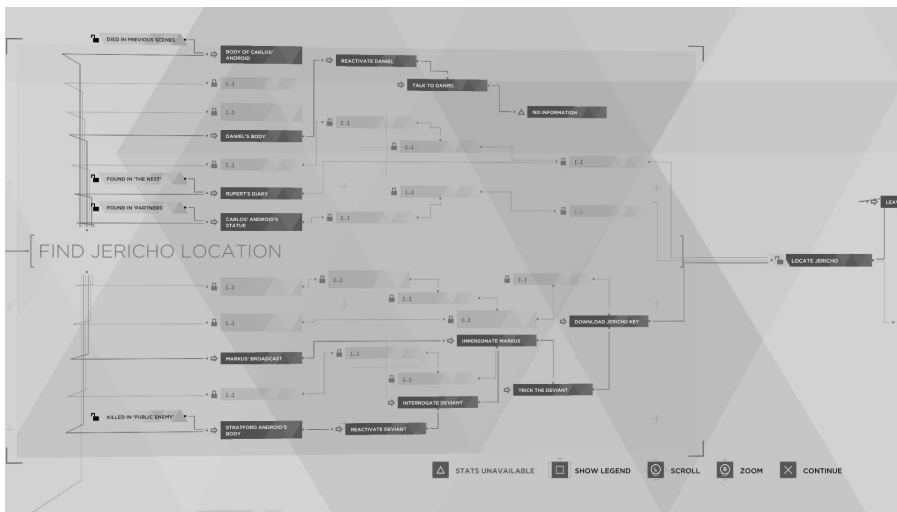 DIED IN PREVIOUS SCENES
BODY OF CARLOS'
ANDROID
REACTIVATE DANIEL
[...]
TALK TO DANIEL
[...]
NO INFORMATION
[...]
DANIEL'S BODY
[...]
[...]
[...]
FOUND IN 'THE NEST'
RUPERT'S DIARY
[...]
FOUND IN 'PARTNERS'
CARLOS' ANDROID'S
STATUE
[...]
[...]
LEA
FIND JERICHO LOCATION
LOCATE JERICHO
[...]
[...]
[...]
[...]
[...]
[...]
DOWNLOAD JERICHO KEY
IMPERSONATE MARKUS
MARKUS' BROADCAST
[...]
[...]
[...]
TRICK THE DEVIANT
INTERROGATE DEVIANT
KILLED IN 'PUBLIC ENEMY'
STRATFORD ANDROID'S
BODY
REACTIVATE DEVIANT
STATS UNAVAILABLE
SHOW LEGEND
L
SCROLL
R
ZOOM
CONTINUE